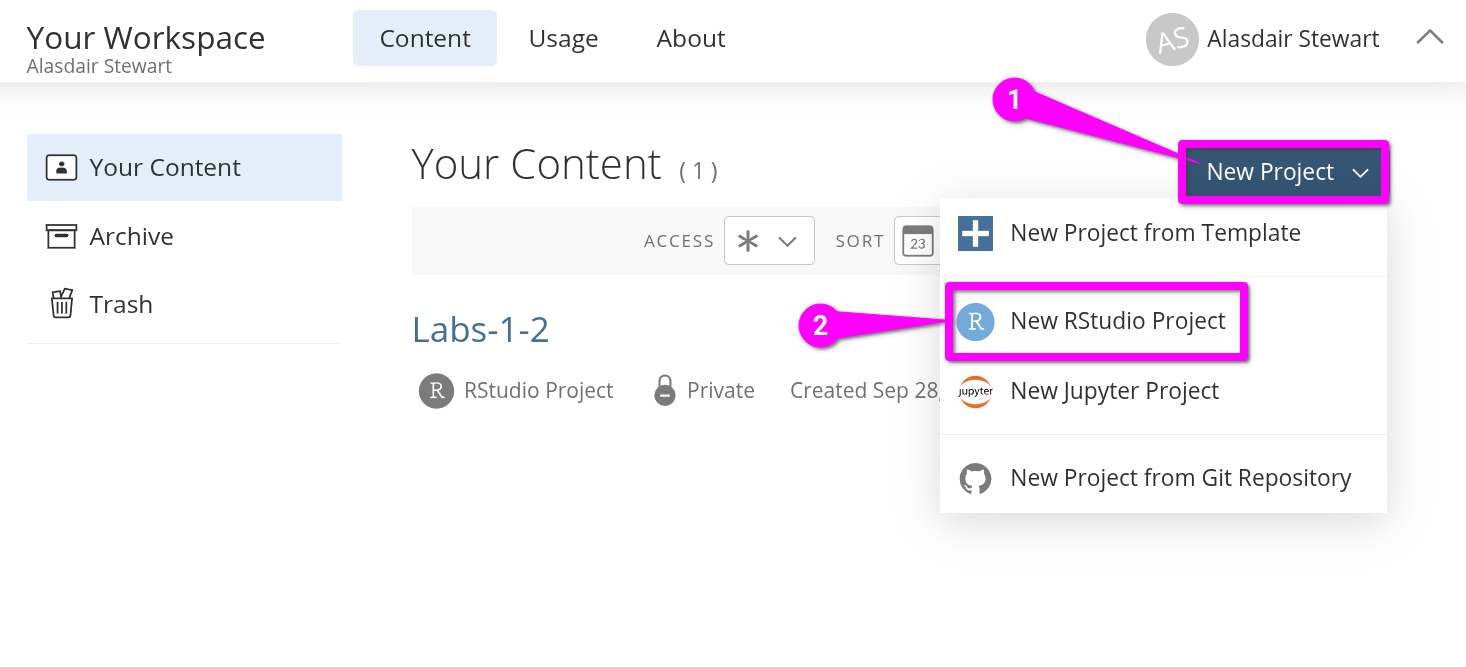 Your Workspace
Alasdair Stewart
Content
Usage
About
AS
Alasdair Stewart
1
Your Content
Archive
Trash
Your Content (1)
New Project
ACCESS
SORT
23
New Project from Template
2
R New RStudio Project
Labs-1-2
R RStudio Project
Private
Created Sep 28,
jupyter New Jupyter Project
New Project from Git Repository